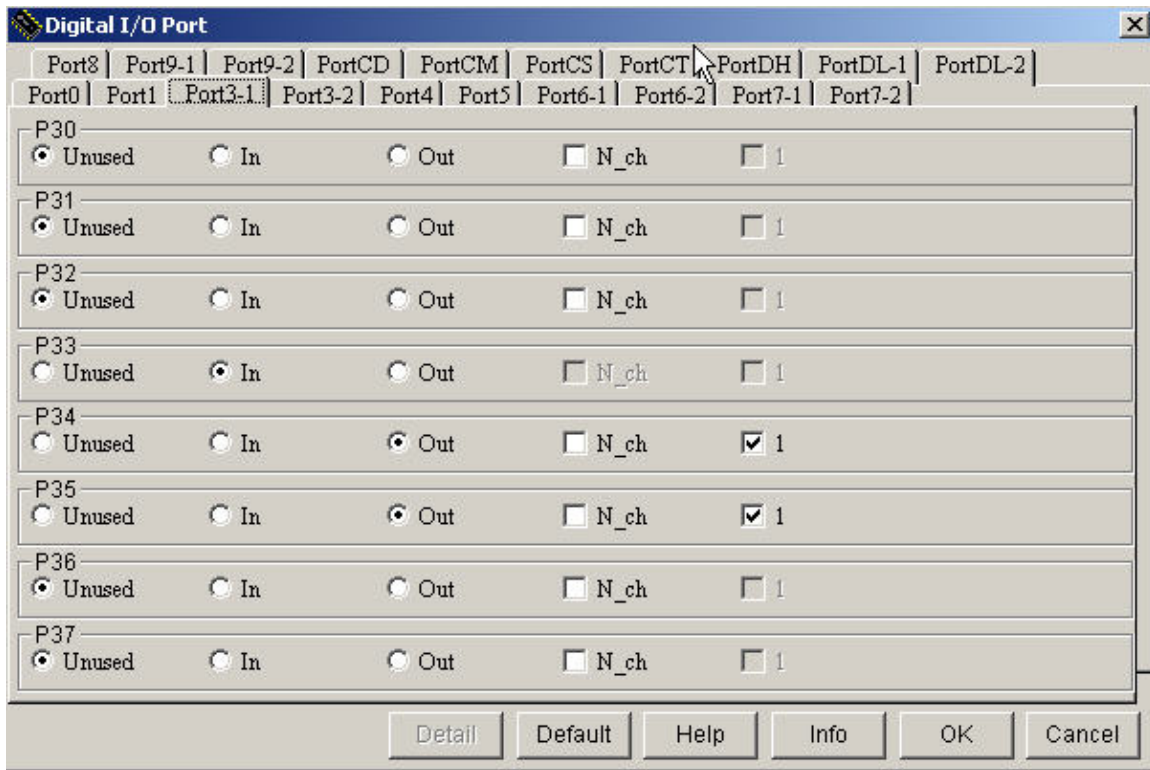 Digital I/O Port
Port8 Port9-1 Port9-2 PortCD PortCM PortCS PortCT PortDH PortDL-1 PortDL-2
Port0 Port1 Port3-1 Port3-2 Port4 Port5 Port6-1 Port6-2 Port7-1 Port7-2
P30
Unused In Out N_ch 1
P31
Unused In Out N_ch 1
P32
Unused In Out N_ch 1
P33
Unused In Out N_ch 1
P34
Unused In Out N_ch 1
P35
Unused In Out N_ch 1
P36
Unused In Out N_ch 1
P37
Unused In Out N_ch 1
Detail Default Help Info OK Cancel